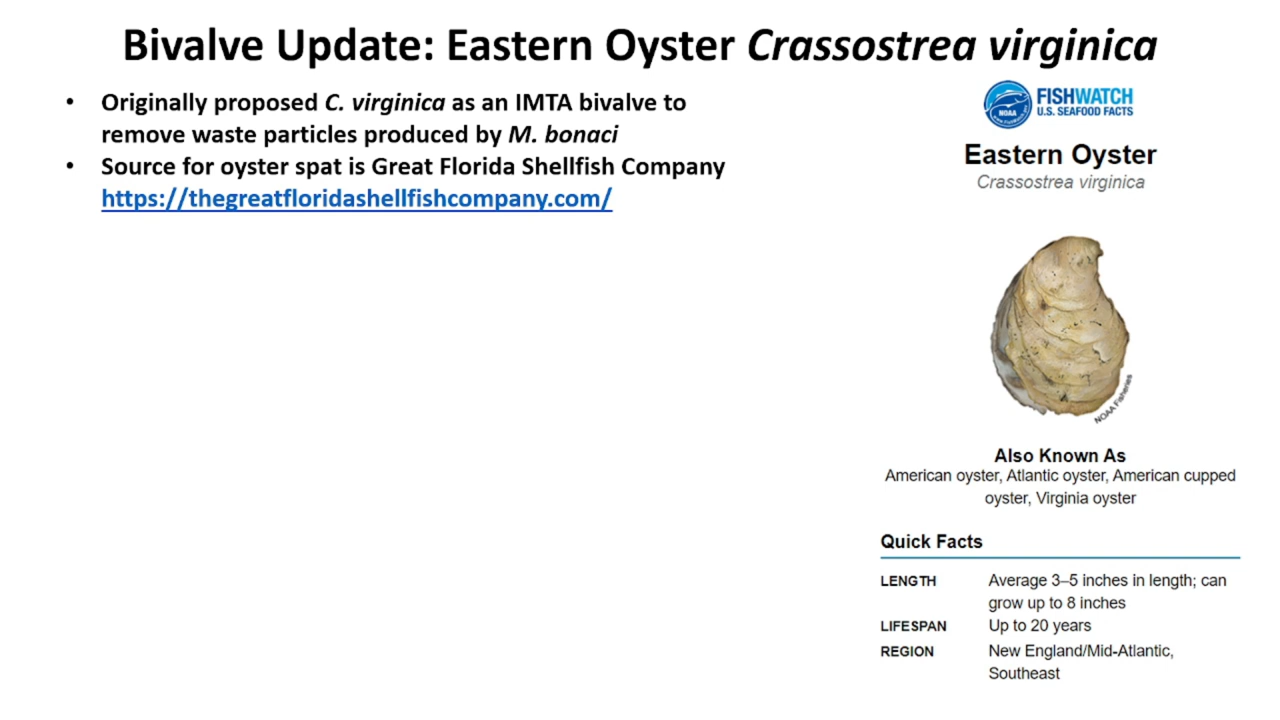 Bivalve Update: Eastern Oyster Crassostrea virginica
• Originally proposed C. virginica as an IMTA bivalve to
remove waste particles produced by M. bonaci
• Source for oyster spat is Great Florida Shellfish Company
https://thegreatfloridashellfishcompany.com/
NOAA
FISHWATCH
U.S. SEAFOOD FACTS
Eastern Oyster
Crassostrea virginica
NOAA Fisheries
Also Known As
American oyster, Atlantic oyster, American cupped
oyster, Virginia oyster
Quick Facts
LENGTH Average 3–5 inches in length; can
grow up to 8 inches
LIFESPAN Up to 20 years
REGION New England/Mid-Atlantic,
Southeast